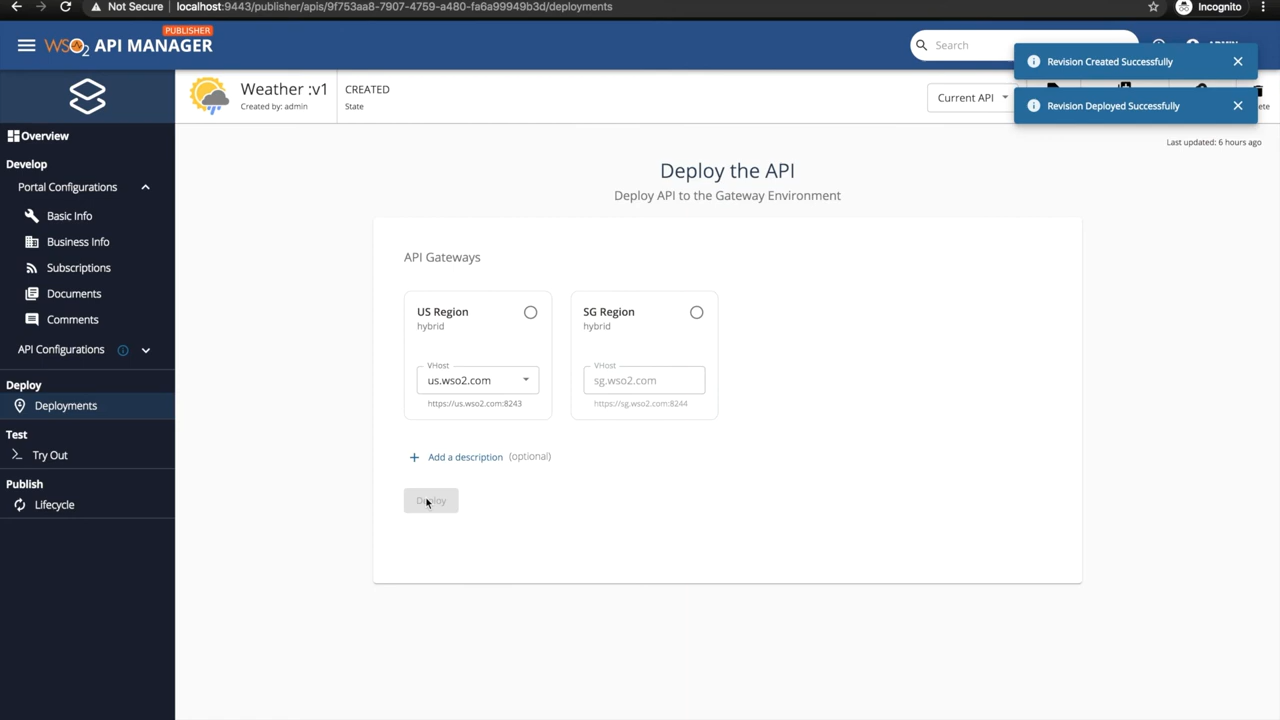 Not Secure localhost:9443/publisher/apis/9f753aa8-7907-4759-a480-fa6a99949b3d/deployments
Incognito
PUBLISHER
WSO2 API MANAGER
Search
ADMIN
Revision Created Successfully
Revision Deployed Successfully
Weather :v1
Created by: admin
CREATED
State
Current API
Last updated: 6 hours ago
Overview
Develop
Portal Configurations
Basic Info
Business Info
Subscriptions
Documents
Comments
API Configurations
Deploy
Deployments
Test
Try Out
Publish
Lifecycle
Deploy the API
Deploy API to the Gateway Environment
API Gateways
US Region
hybrid
VHost
us.wso2.com
https://us.wso2.com:8243
SG Region
hybrid
VHost
sg.wso2.com
https://sg.wso2.com:8244
Add a description (optional)
Deploy